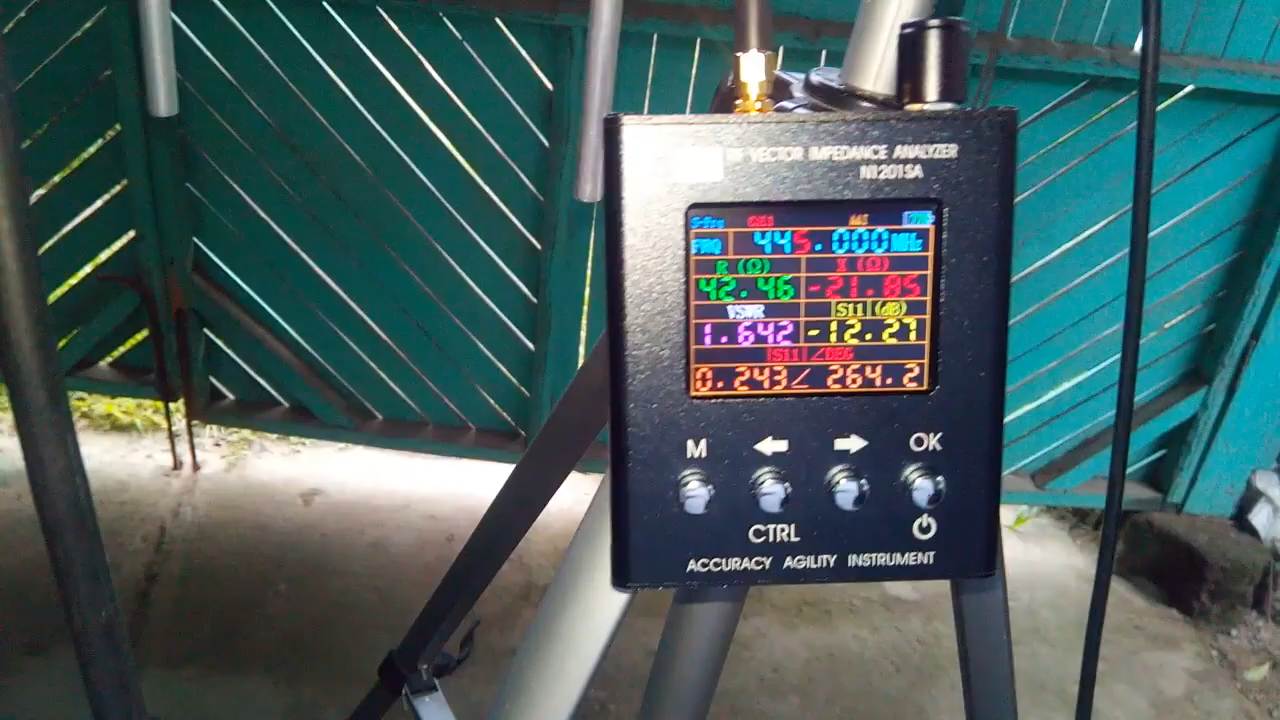 VECTOR IMPEDANCE ANALYZER
N1201SA
S-Frq
FRQ 445.000MHz
R (Ω) X (Ω)
42.46 -21.85
VSWR |S11|(dB)
1.642 -12.27
|S11|∠DEG
0.243∠ 264.2
M OK
CTRL
ACCURACY AGILITY INSTRUMENT